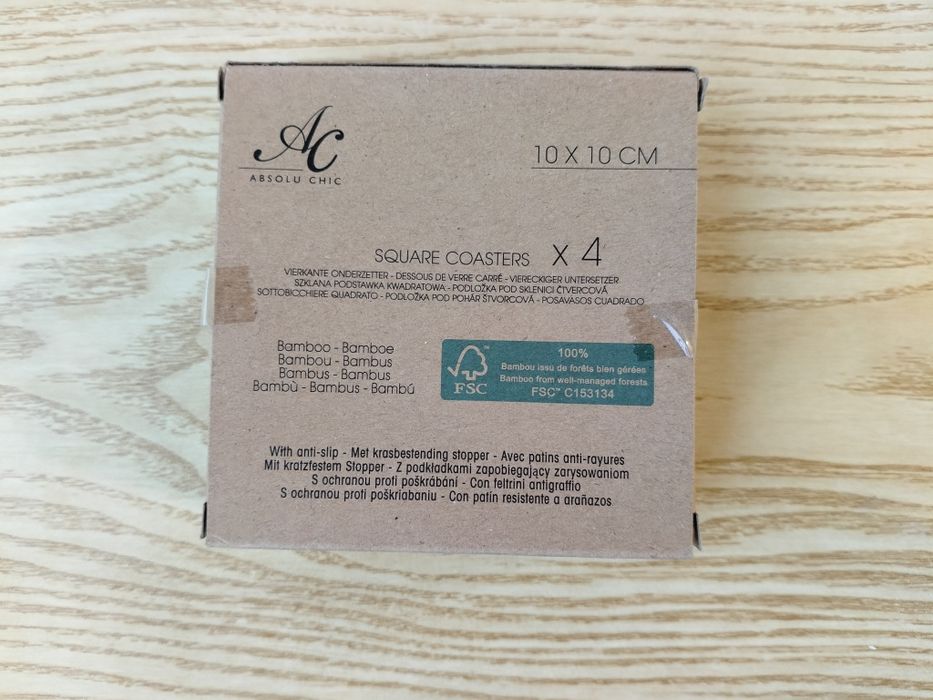 AC
ABSOLU CHIC
10 X 10 CM
SQUARE COASTERS X 4
VIERKANTE ONDERZETTER - DESSOUS DE VERRE CARRÉ - VIERECKIGER UNTERSETZER
SZKLANA PODSTAWKA KWADRATOWA - PODLOŽKA POD SKLENICI ČTVERCOVÁ
SOTTOBICCHIERE QUADRATO - PODLOŽKA POD POHÁR ŠTVORCOVÁ - POSAVASOS CUADRADO
Bamboo - Bamboe
Bambou - Bambus
Bambus - Bambus
Bambù - Bambus - Bambú
FSC
100%
Bambou issu de forêts bien gérées
Bamboo from well-managed forests
FSC™ C153134
With anti-slip - Met krasbestending stopper - Avec patins anti-rayures
Mit kratzfestem Stopper - Z podkładkami zapobiegający zarysowaniom
S ochranou proti poškrábání - Con feltrini antigraffio
S ochranou proti poškriabaniu - Con patín resistente a arañazos